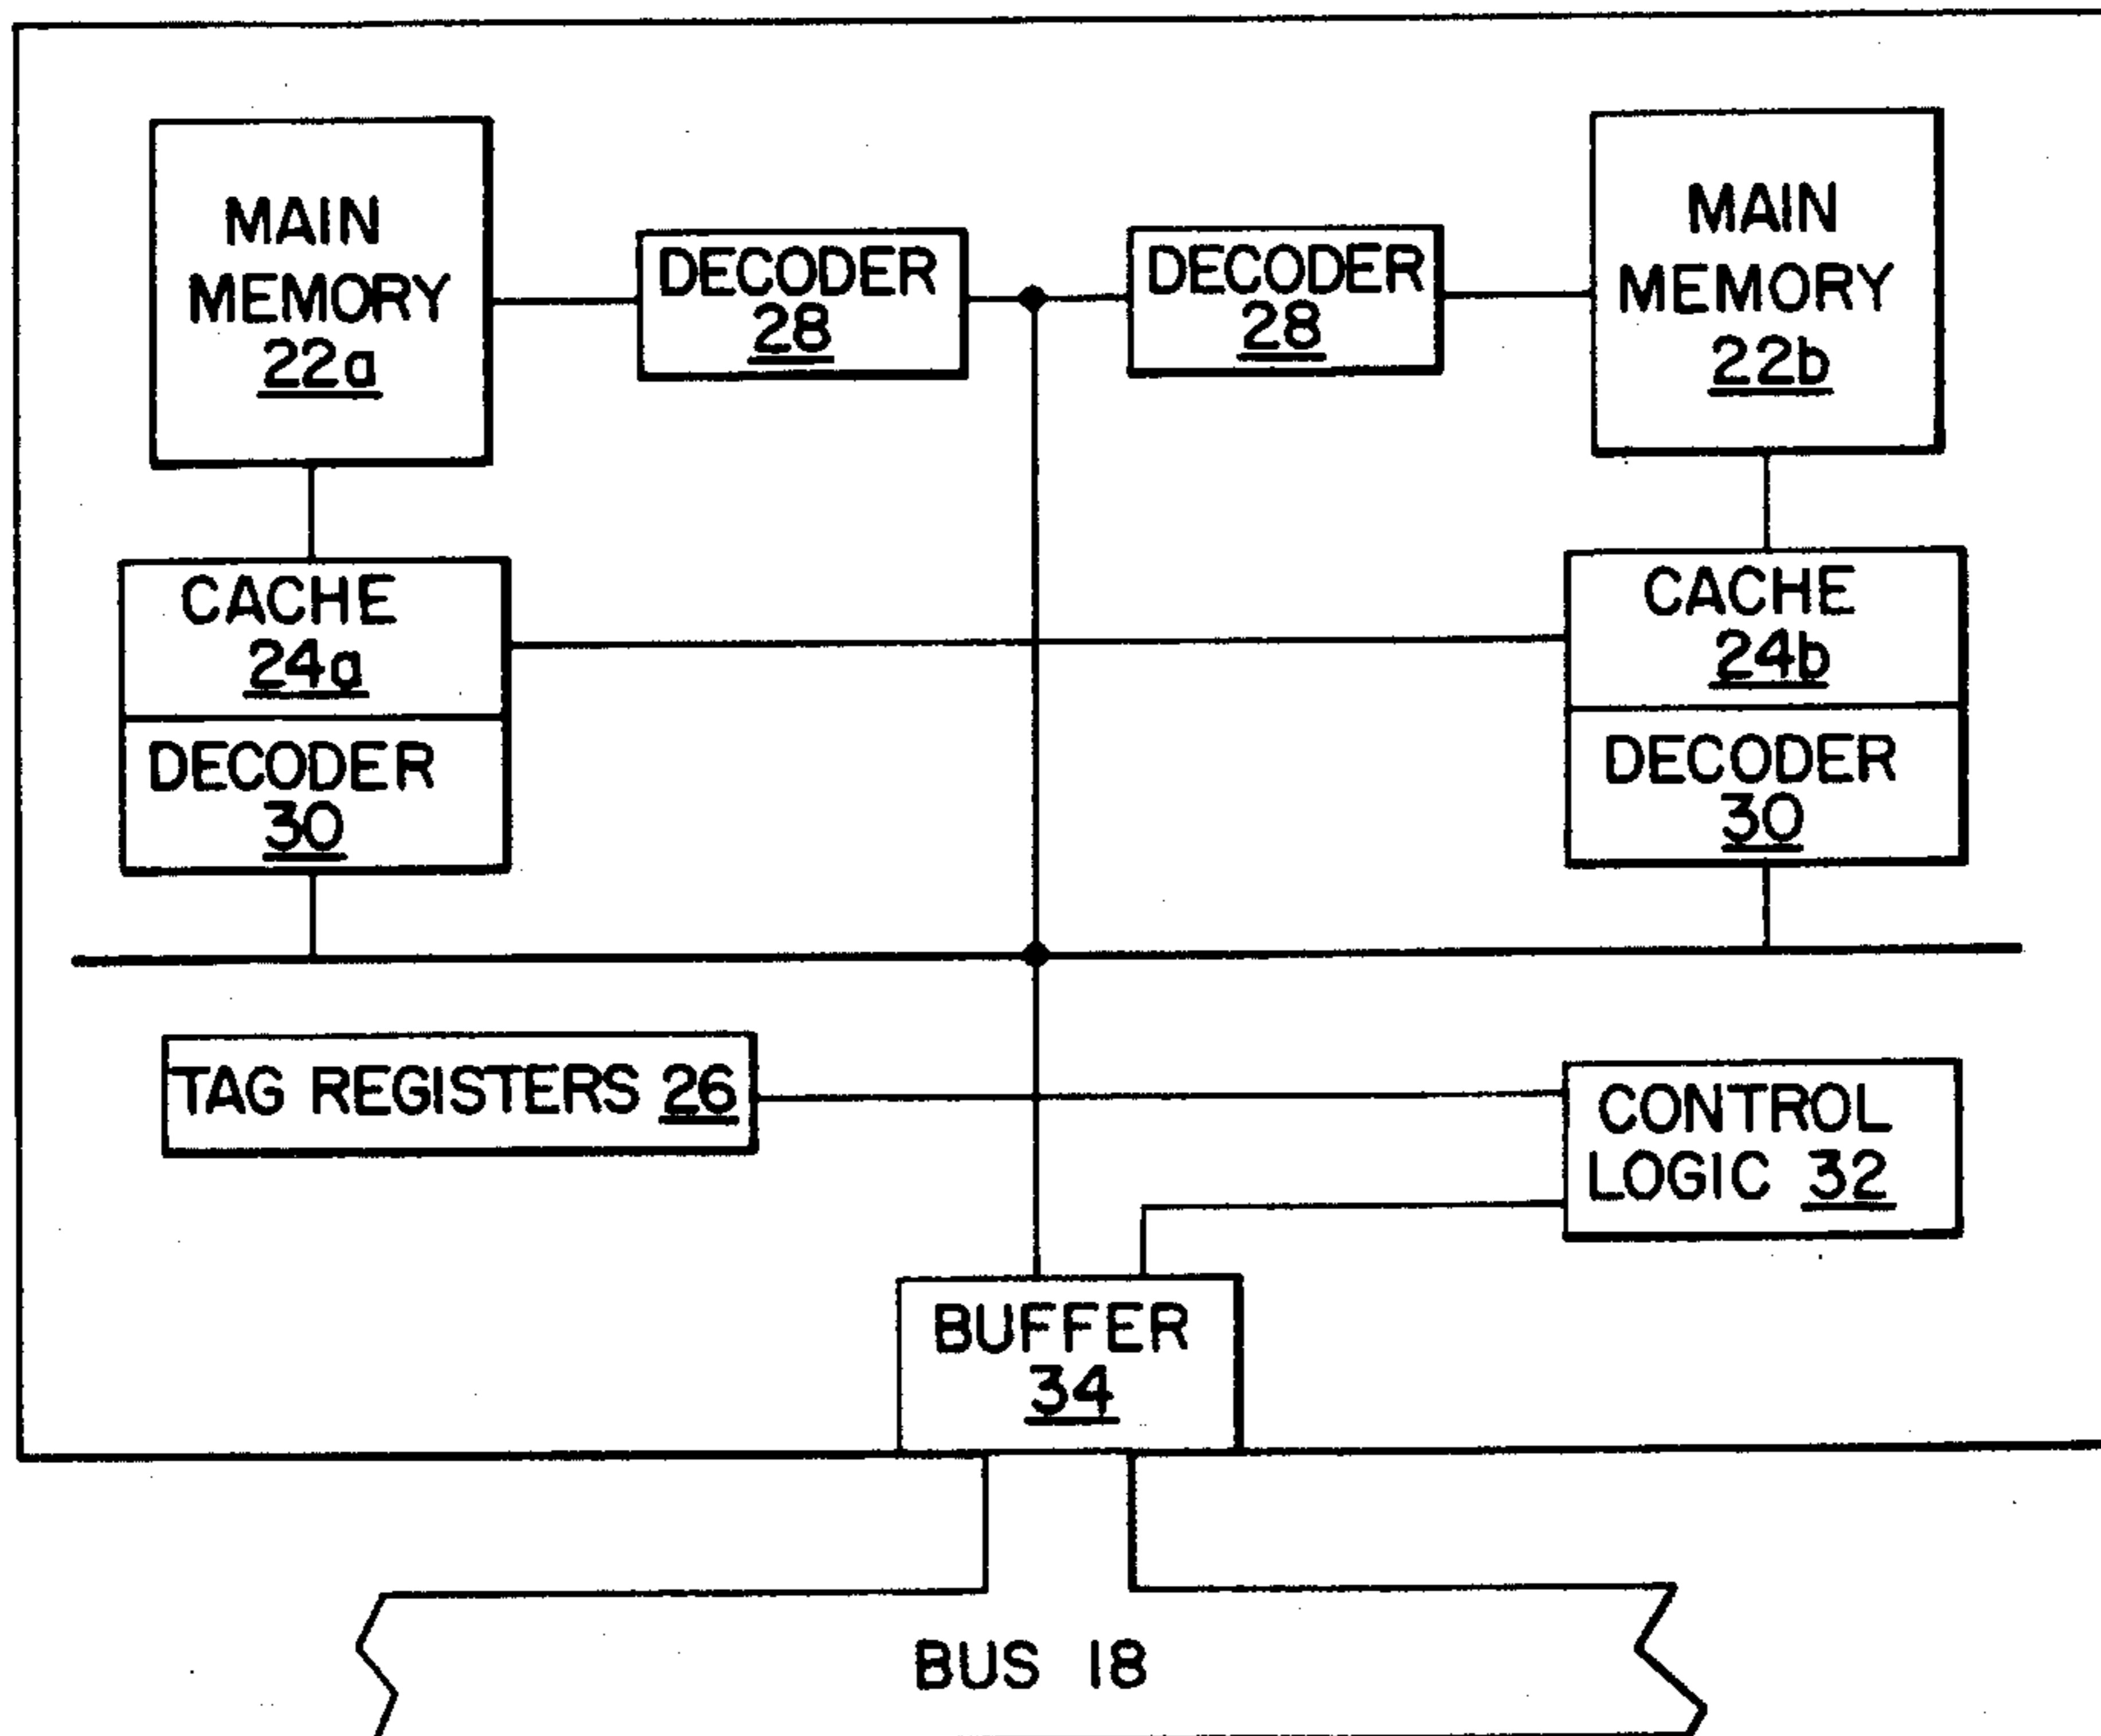 MAIN
MEMORY
22a
DECODER
28
DECODER
28
MAIN
MEMORY
22b
CACHE
24a
DECODER
30
CACHE
24b
DECODER
30
TAG REGISTERS 26
CONTROL
LOGIC 32
BUFFER
34
BUS 18